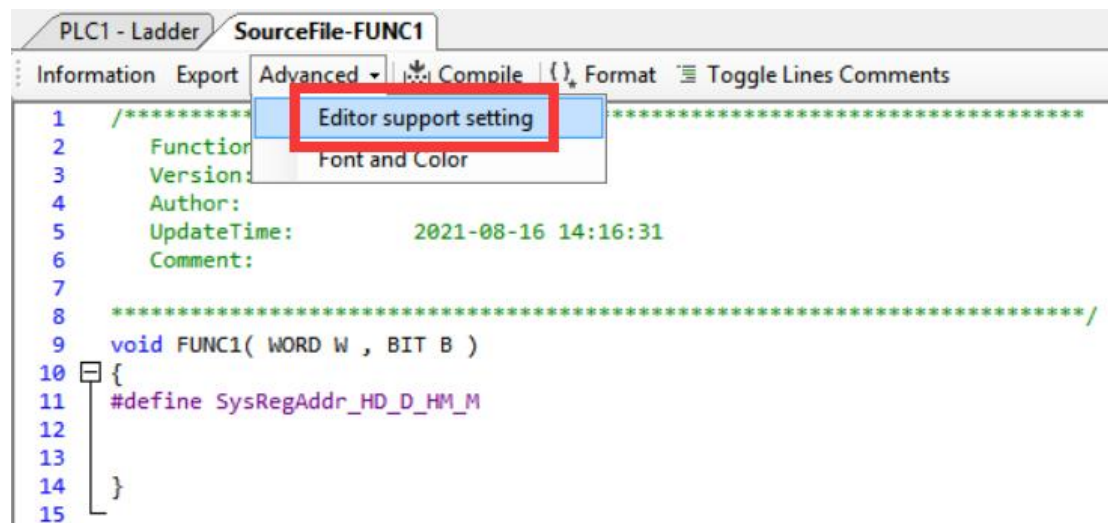 PLC1 - Ladder SourceFile-FUNC1
Information Export Advanced Compile {}* Format Toggle Lines Comments
Editor support setting
Font and Color
1 /********** ************************************
2 Function
3 Version:
4 Author:
5 UpdateTime: 2021-08-16 14:16:31
6 Comment:
7
8 **************************************************************************/
9 void FUNC1( WORD W , BIT B )
10 {
11 #define SysRegAddr_HD_D_HM_M
12
13
14 }
15